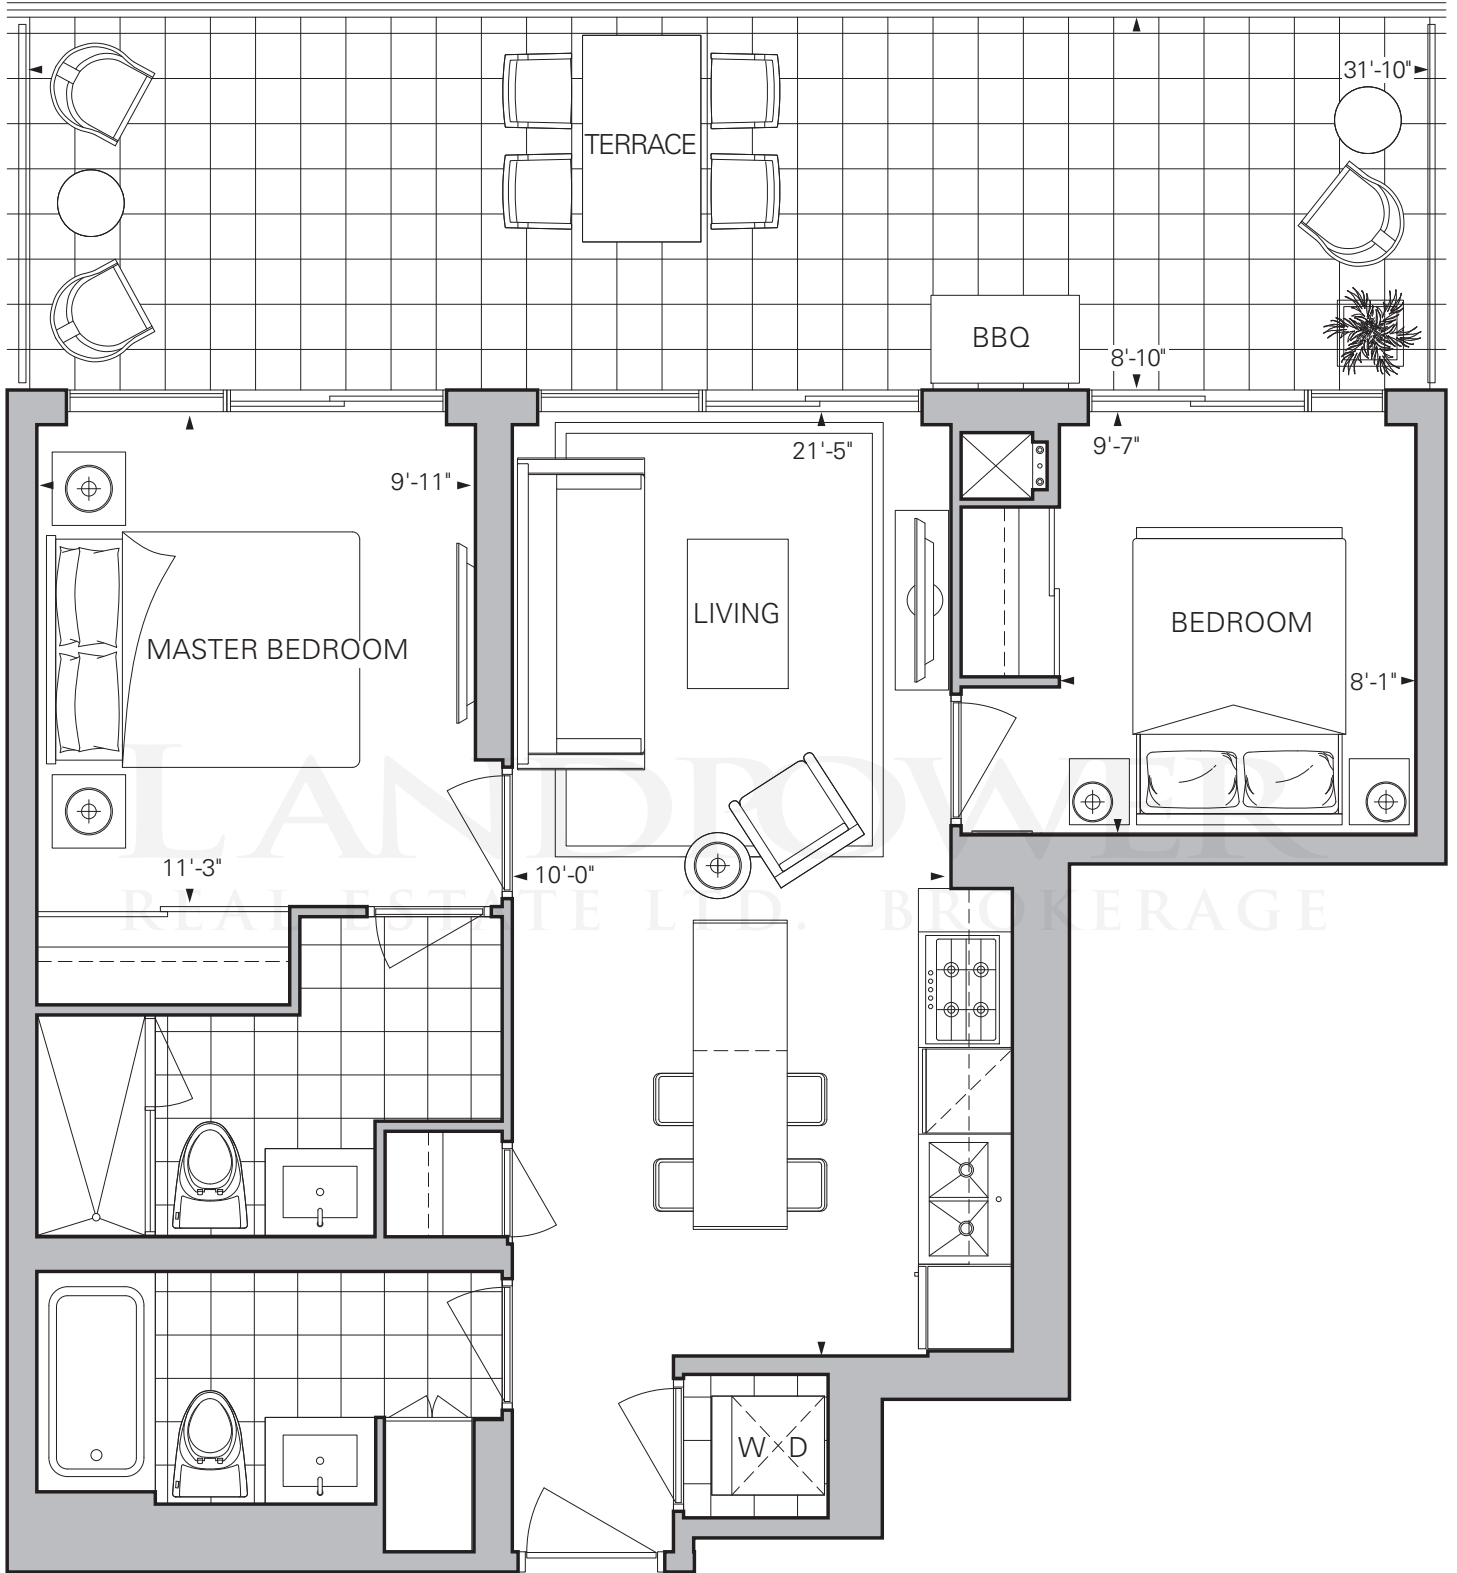 31'-10"
TERRACE
BBQ
8'-10"
9'-11"
21'-5"
9'-7"
MASTER BEDROOM
LIVING
BEDROOM
8'-1"
LANDPOWER
11'-3"
10'-0"
REAL ESTATE LTD. BROKERAGE
W D